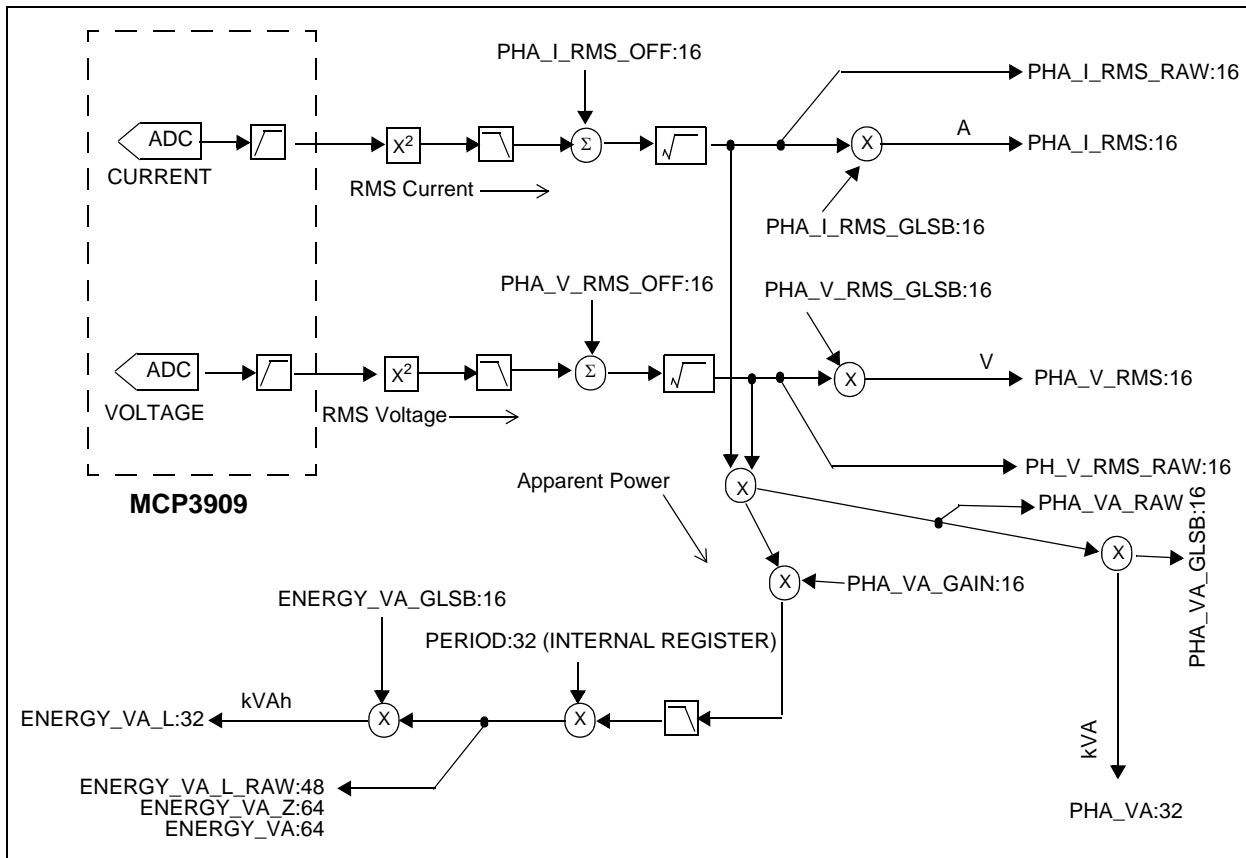 PHA_I_RMS_OFF:16
PHA_I_RMS_RAW:16
ADC
X²
Σ
√
X
A
PHA_I_RMS:16
CURRENT
RMS Current
PHA_I_RMS_GLSB:16
PHA_V_RMS_OFF:16
PHA_V_RMS_GLSB:16
ADC
X²
Σ
√
X
V
PHA_V_RMS:16
VOLTAGE
RMS Voltage
PH_V_RMS_RAW:16
MCP3909
Apparent Power
X
PHA_VA_RAW
X
PHA_VA_GLSB:16
X
PHA_VA_GAIN:16
ENERGY_VA_GLSB:16
PERIOD:32 (INTERNAL REGISTER)
kVAh
ENERGY_VA_L:32
X
X
kVA
ENERGY_VA_L_RAW:48
ENERGY_VA_Z:64
ENERGY_VA:64
PHA_VA:32